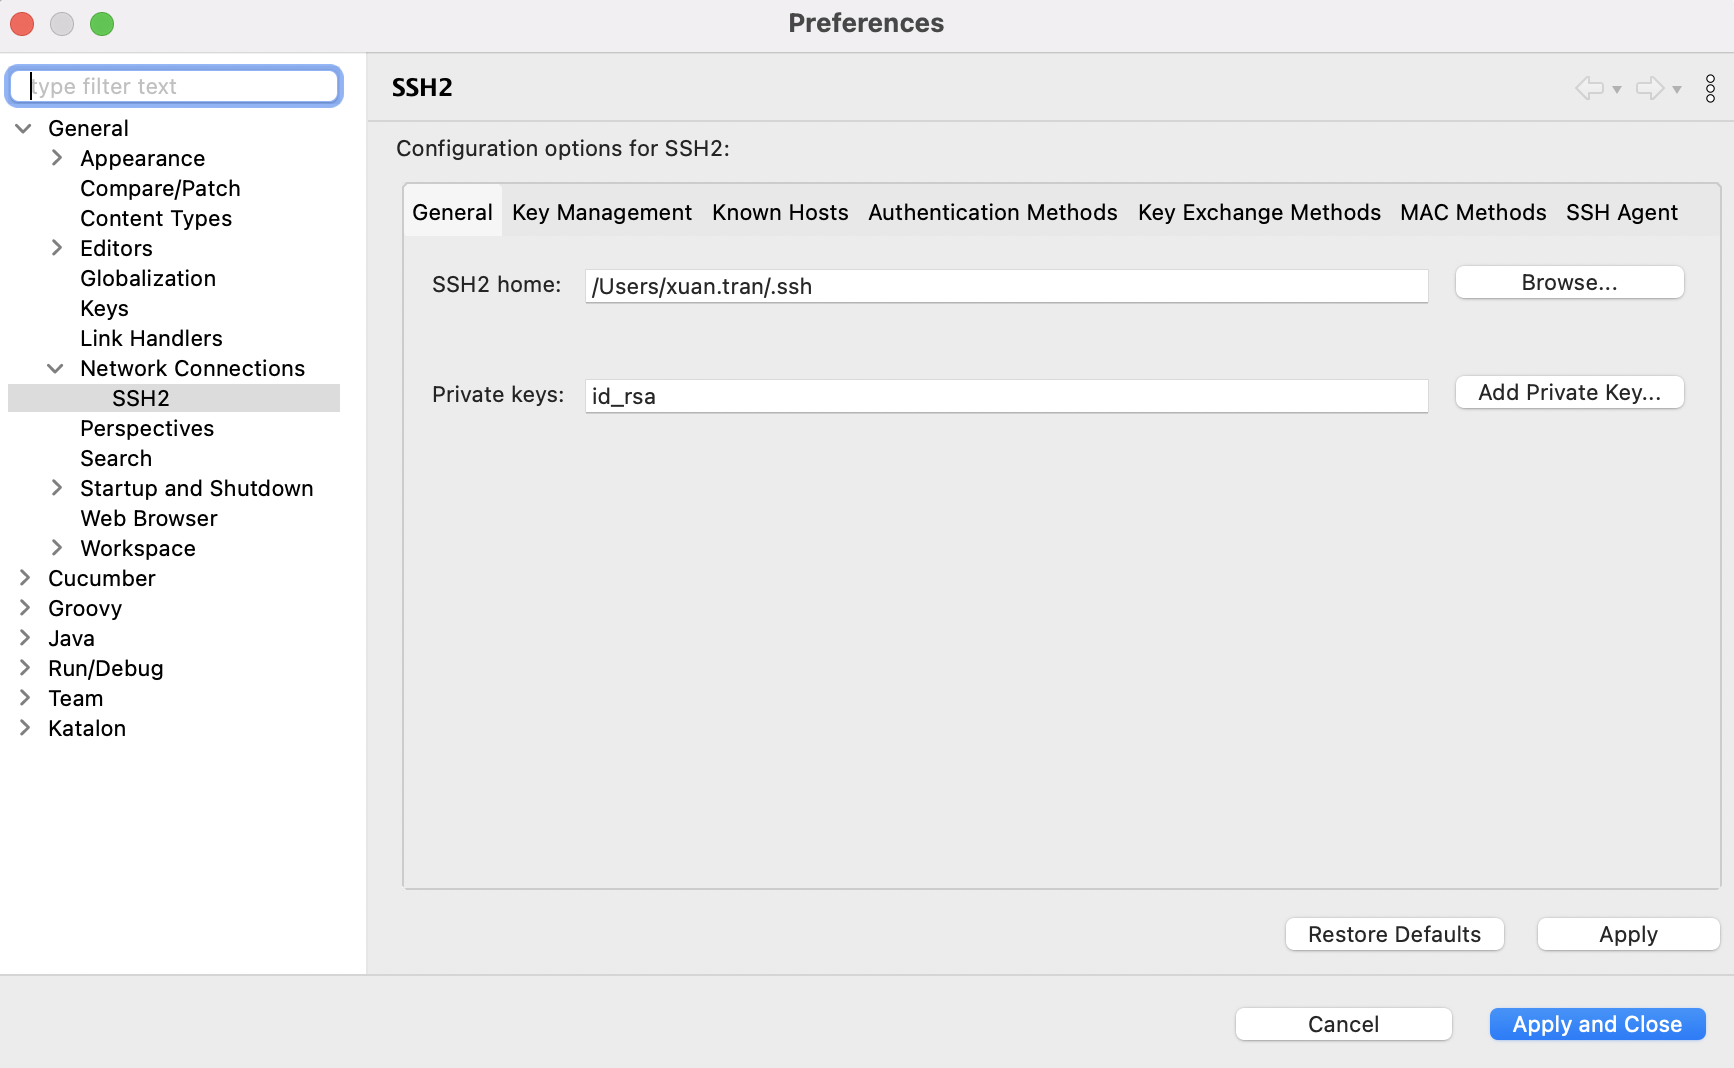 Preferences
type filter text
General
Appearance
Compare/Patch
Content Types
Editors
Globalization
Keys
Link Handlers
Network Connections
SSH2
Perspectives
Search
Startup and Shutdown
Web Browser
Workspace
Cucumber
Groovy
Java
Run/Debug
Team
Katalon
SSH2
Configuration options for SSH2:
General Key Management Known Hosts Authentication Methods Key Exchange Methods MAC Methods SSH Agent
SSH2 home: /Users/xuan.tran/.ssh Browse...
Private keys: id_rsa Add Private Key...
Restore Defaults Apply
Cancel Apply and Close